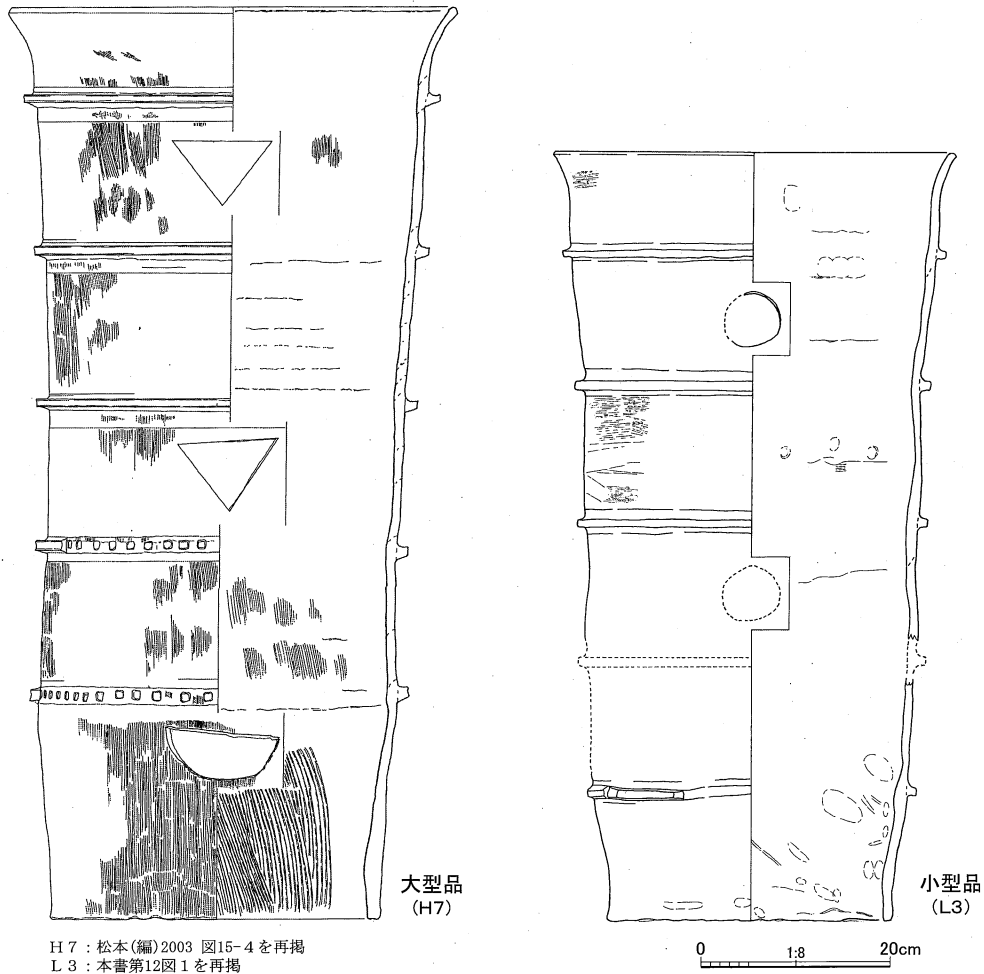 大型品
(H7)
小型品
(L3)
H7：松本(編)2003 図15-4を再掲
L3：本書第12図1を再掲
0 1:8 20cm